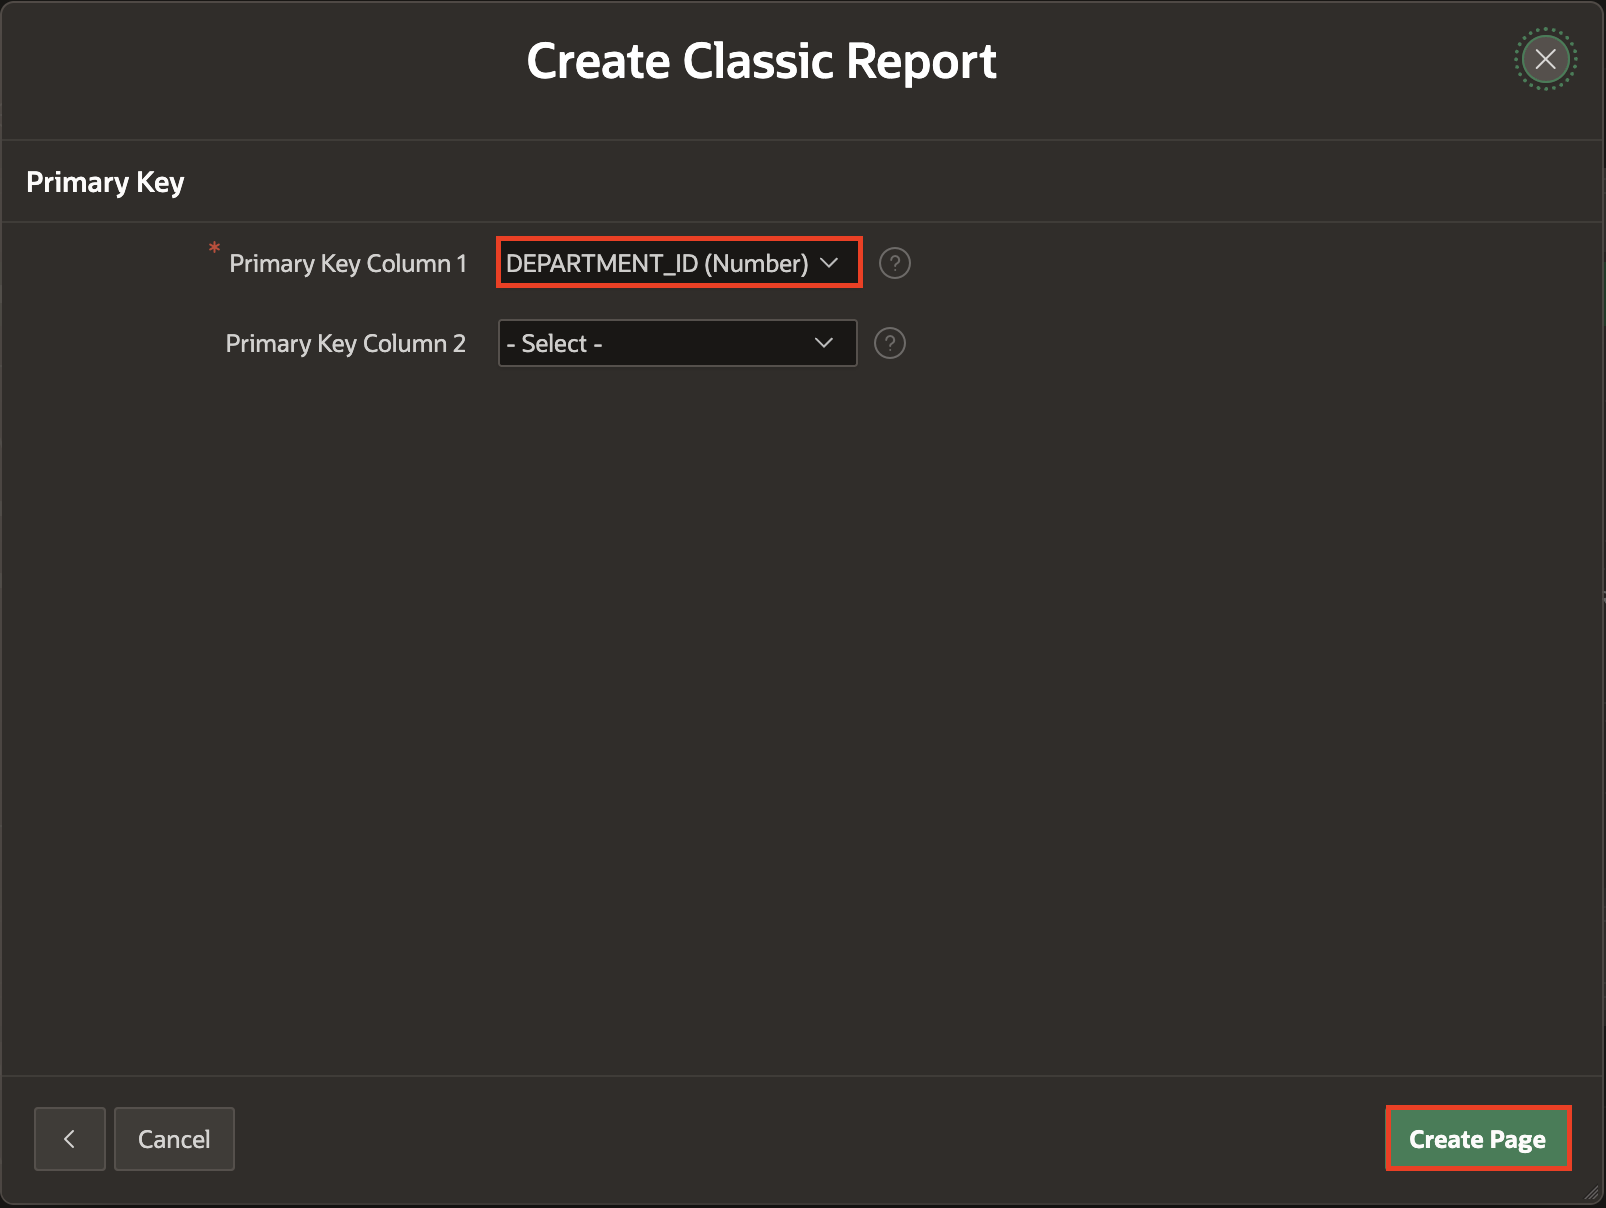 Create Classic Report
Primary Key
* Primary Key Column 1 DEPARTMENT_ID (Number) ?
Primary Key Column 2 - Select - ?
Cancel Create Page